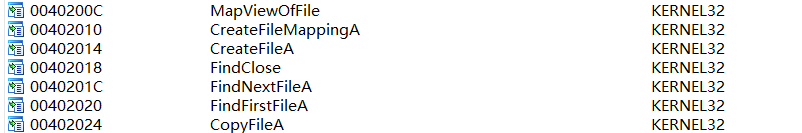 0040200C MapViewOfFile KERNEL32
00402010 CreateFileMappingA KERNEL32
00402014 CreateFileA KERNEL32
00402018 FindClose KERNEL32
0040201C FindNextFileA KERNEL32
00402020 FindFirstFileA KERNEL32
00402024 CopyFileA KERNEL32